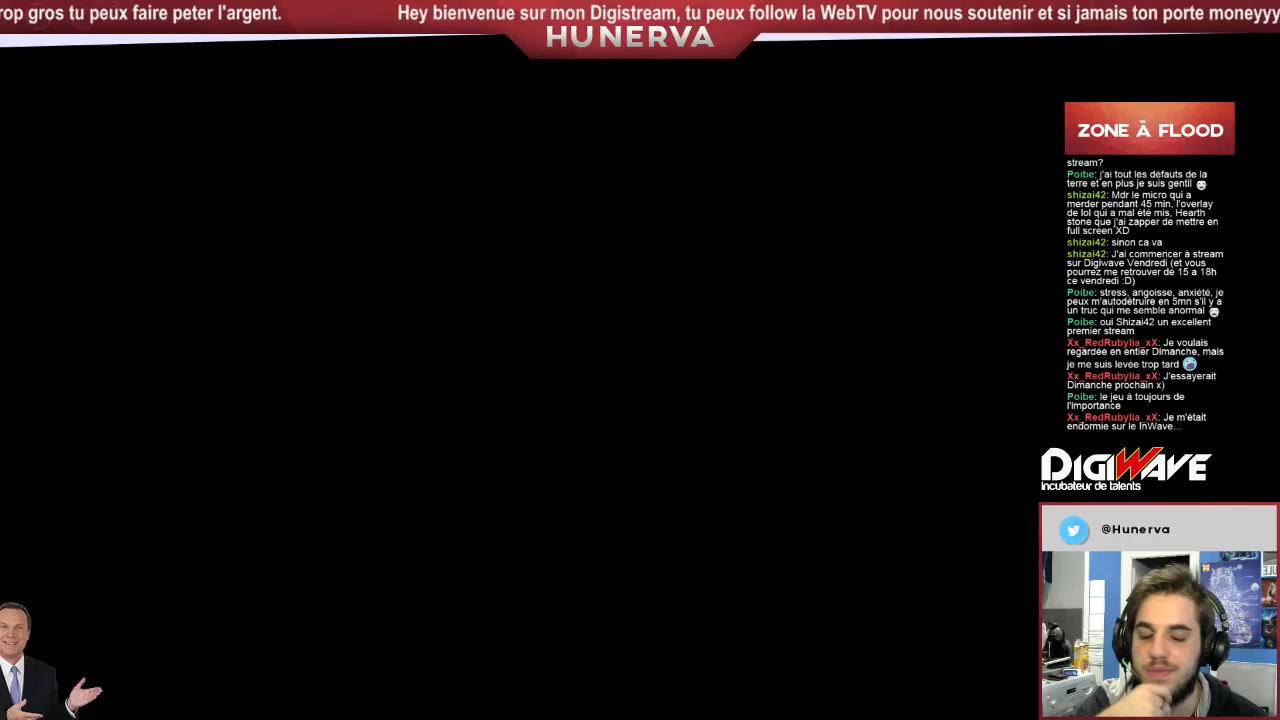 rop gros tu peux faire peter l'argent.
Hey bienvenue sur mon Digistream, tu peux follow la WebTV pour nous soutenir et si jamais ton porte moneyyy
HUNERVA
ZONE À FLOOD
stream?
Poibe: j'ai tout les défauts de la
terre et en plus je suis gentil
shizai42: Mdr le micro qui a
merder pendant 45 min, l'overlay
de lol qui a mal été mis, Hearth
stone que j'ai zapper de mettre en
full screen XD
shizai42: sinon ca va
shizai42: J'ai commencer à stream
sur Digiwave Vendredi (et vous
pourrez me retrouver de 15 a 18h
ce vendredi :D)
Poibe: stress, angoisse, anxiété, je
peux m'autodétruire en 5mn s'il y a
un truc qui me semble anormal
Poibe: oui Shizai42 un excellent
premier stream
Xx_RedRubylia_xX: Je voulais
regardée en entier Dimanche, mais
je me suis levée trop tard
Xx_RedRubylia_xX: J'essayerait
Dimanche prochain x)
Poibe: le jeu à toujours de
l'importance
Xx_RedRubylia_xX: Je m'était
endormie sur le InWave...
DIGIWAVE
Incubateur de talents
@Hunerva